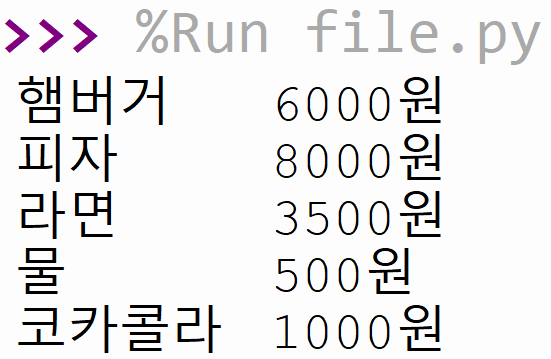 >>> %Run file.py
햄버거 6000원
피자 8000원
라면 3500원
물 500원
코카콜라 1000원